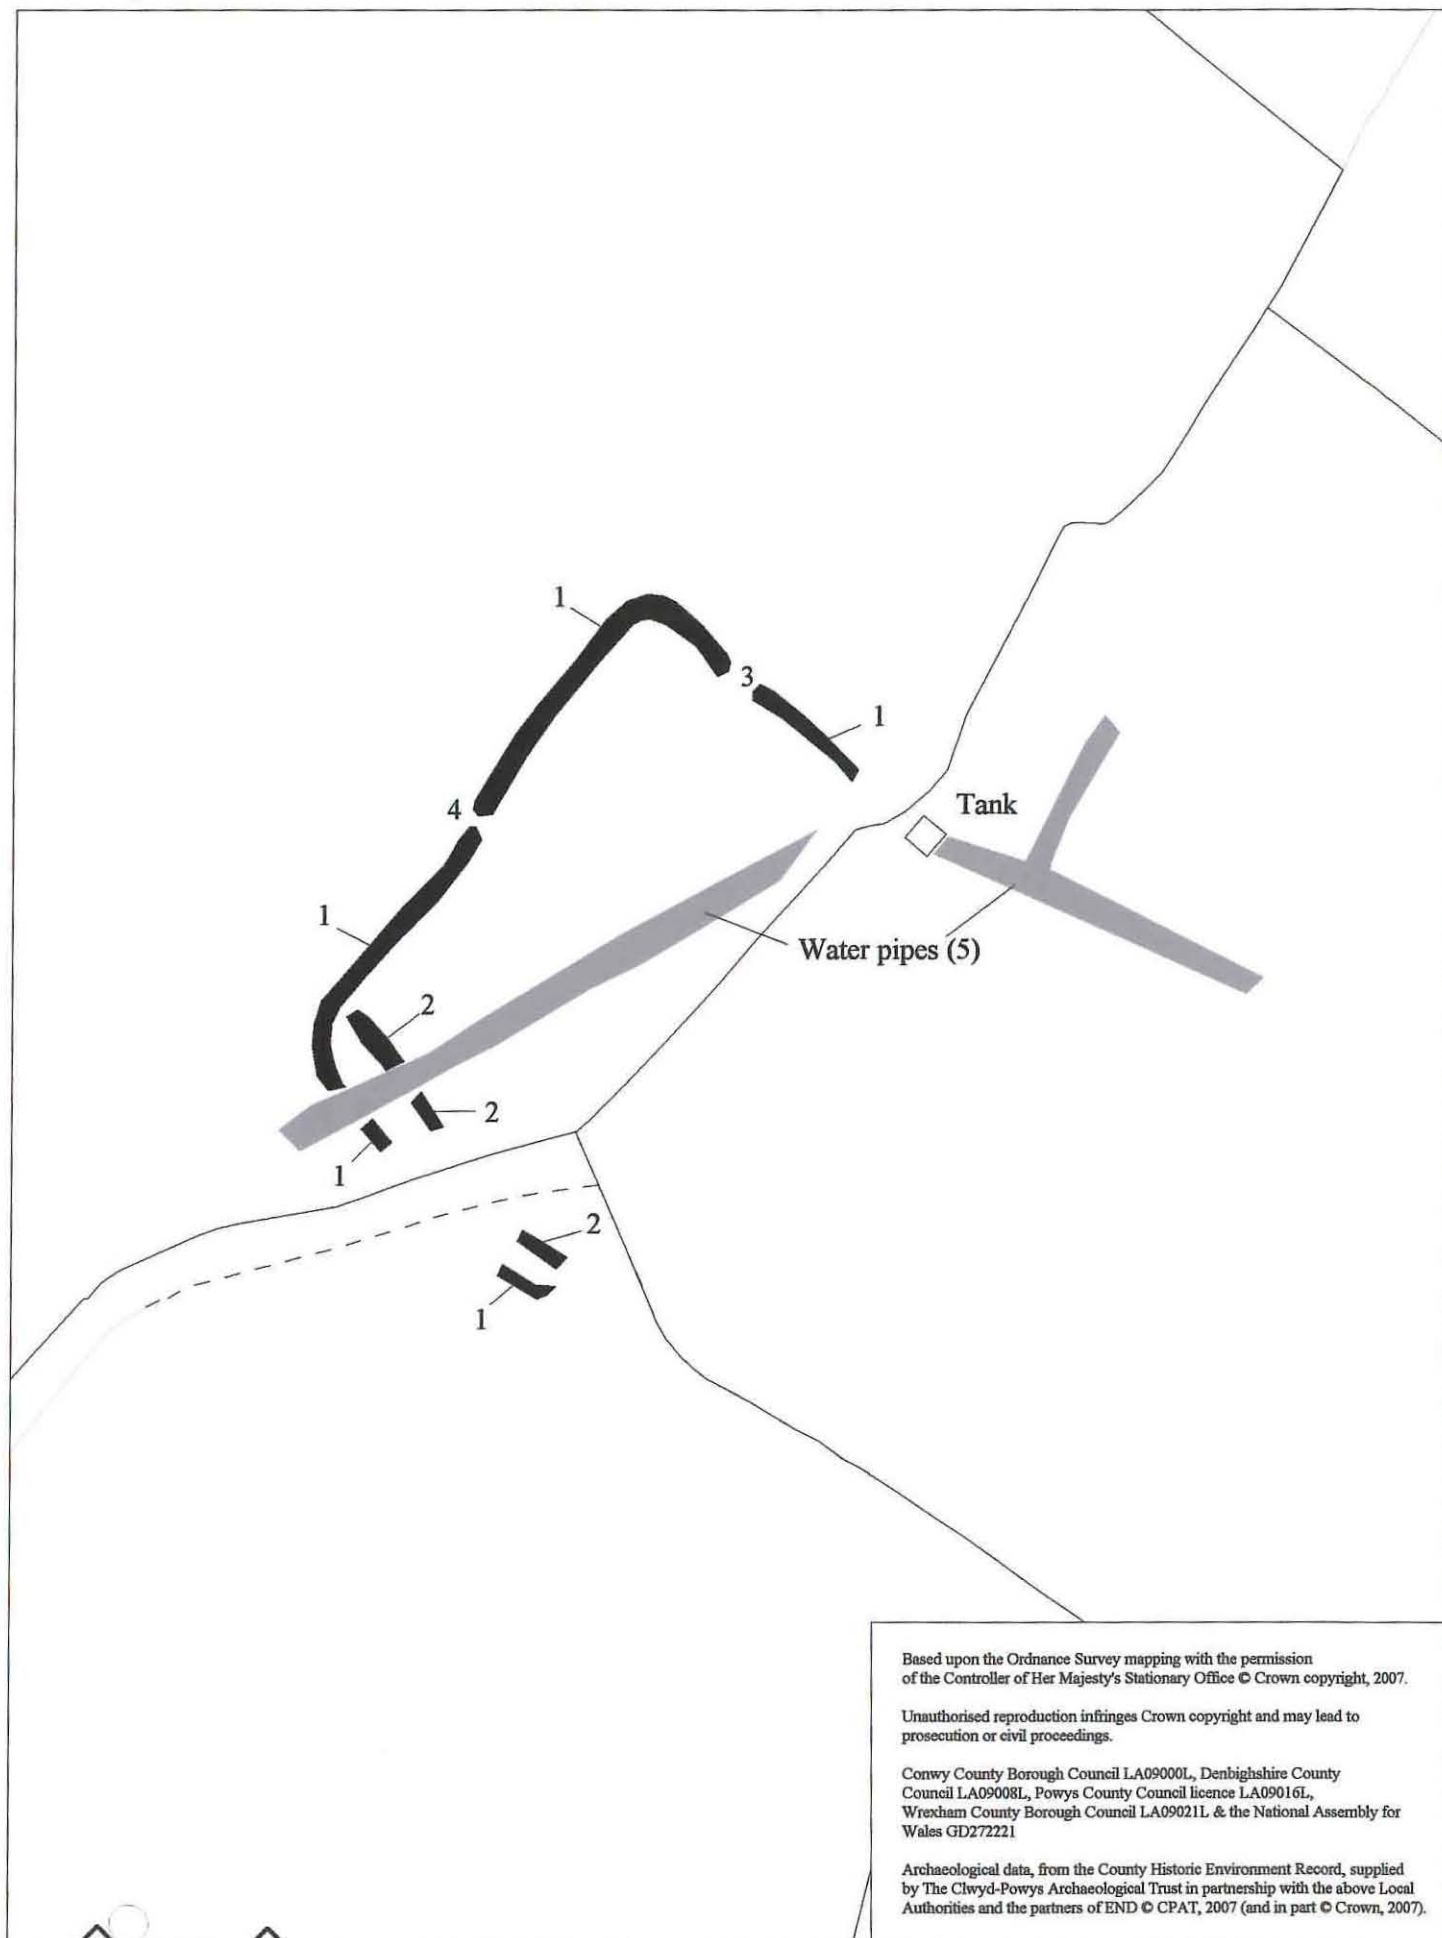 1
3
1
4
Tank
1
Water pipes (5)
2
2
1
2
1
Based upon the Ordnance Survey mapping with the permission
of the Controller of Her Majesty's Stationary Office © Crown copyright, 2007.
Unauthorised reproduction infringes Crown copyright and may lead to
prosecution or civil proceedings.
Conwy County Borough Council LA09000L, Denbighshire County
Council LA09008L, Powys County Council licence LA09016L,
Wrexham County Borough Council LA09021L & the National Assembly for
Wales GD272221
Archaeological data, from the County Historic Environment Record, supplied
by The Clwyd-Powys Archaeological Trust in partnership with the above Local
Authorities and the partners of END © CPAT, 2007 (and in part © Crown, 2007).